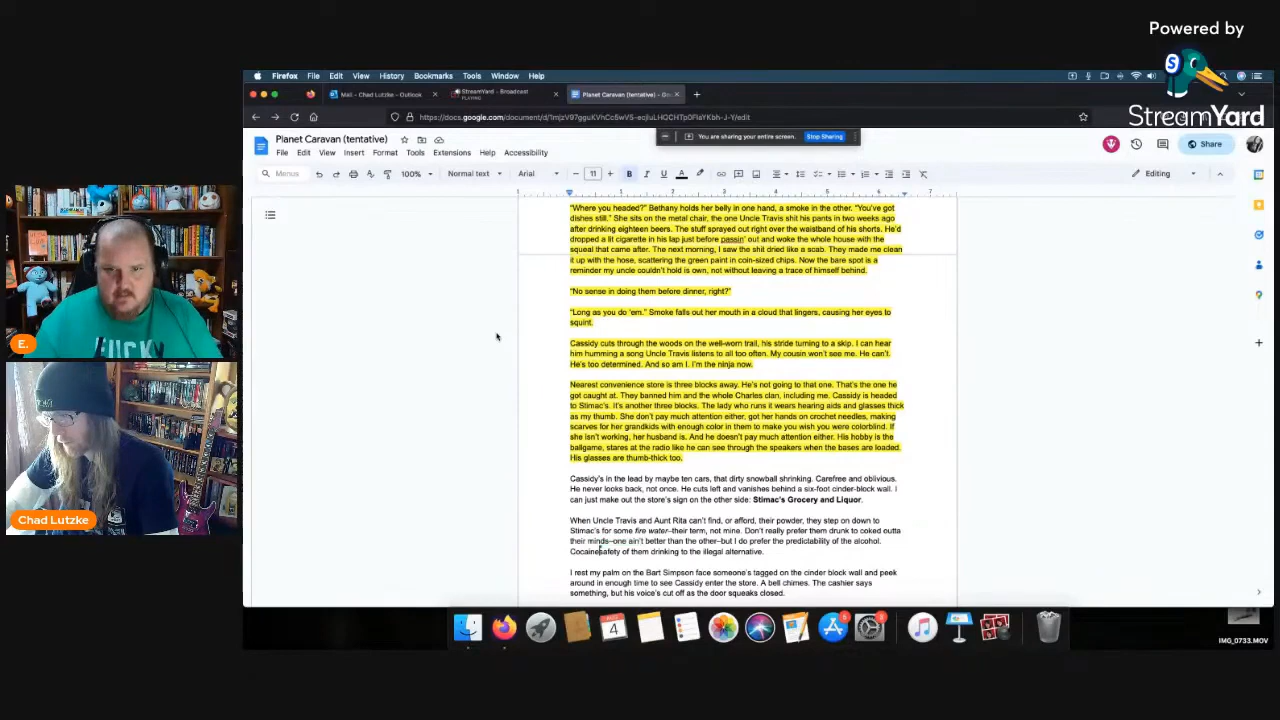 Powered by
StreamYard
Firefox File Edit View History Bookmarks Tools Window Help
Mail - Chad Lutzke - Outlook
StreamYard - Broadcast
PLAYING
Planet Caravan (tentative) - Goo
You are sharing your entire screen. Stop Sharing
Planet Caravan (tentative)
File Edit View Insert Format Tools Extensions Help Accessibility
Share
Menus 100% Normal text Arial 11 B I U A Editing
1 1 2 3 4 5 6 7
“Where you headed?” Bethany holds her belly in one hand, a smoke in the other. “You’ve got
dishes still.” She sits on the metal chair, the one Uncle Travis shit his pants in two weeks ago
after drinking eighteen beers. The stuff sprayed out right over the waistband of his shorts. He’d
dropped a lit cigarette in his lap just before passin’ out and woke the whole house with the
squeal that came after. The next morning, I saw the shit dried like a scab. They made me clean
it up with the hose, scattering the green paint in coin-sized chips. Now the bare spot is a
reminder my uncle couldn’t hold is own, not without leaving a trace of himself behind.
“No sense in doing them before dinner, right?”
“Long as you do ‘em.” Smoke falls out her mouth in a cloud that lingers, causing her eyes to
squint.
Cassidy cuts through the woods on the well-worn trail, his stride turning to a skip. I can hear
him humming a song Uncle Travis listens to all too often. My cousin won’t see me. He can’t.
He’s too determined. And so am I. I’m the ninja now.
Nearest convenience store is three blocks away. He’s not going to that one. That’s the one he
got caught at. They banned him and the whole Charles clan, including me. Cassidy is headed
to Stimac’s. It’s another three blocks. The lady who runs it wears hearing aids and glasses thick
as my thumb. She don’t pay much attention either, got her hands on crochet needles, making
scarves for her grandkids with enough color in them to make you wish you were colorblind. If
she isn’t working, her husband is. And he doesn’t pay much attention either. His hobby is the
ballgame, stares at the radio like he can see through the speakers when the bases are loaded.
His glasses are thumb-thick too.
Cassidy’s in the lead by maybe ten cars, that dirty snowball shrinking. Carefree and oblivious.
He never looks back, not once. He cuts left and vanishes behind a six-foot cinder-block wall. I
can just make out the store’s sign on the other side: Stimac’s Grocery and Liquor.
When Uncle Travis and Aunt Rita can’t find, or afford, their powder, they step on down to
Stimac’s for some fire water–their term, not mine. Don’t really prefer them drunk to coked outta
their minds–one ain’t better than the other–but I do prefer the predictability of the alcohol.
Cocainesafety of them drinking to the illegal alternative.
I rest my palm on the Bart Simpson face someone’s tagged on the cinder block wall and peek
around in enough time to see Cassidy enter the store. A bell chimes. The cashier says
something, but his voice’s cut off as the door squeaks closed.
E.
Chad Lutzke
AUG
4
IMG_0733.MOV